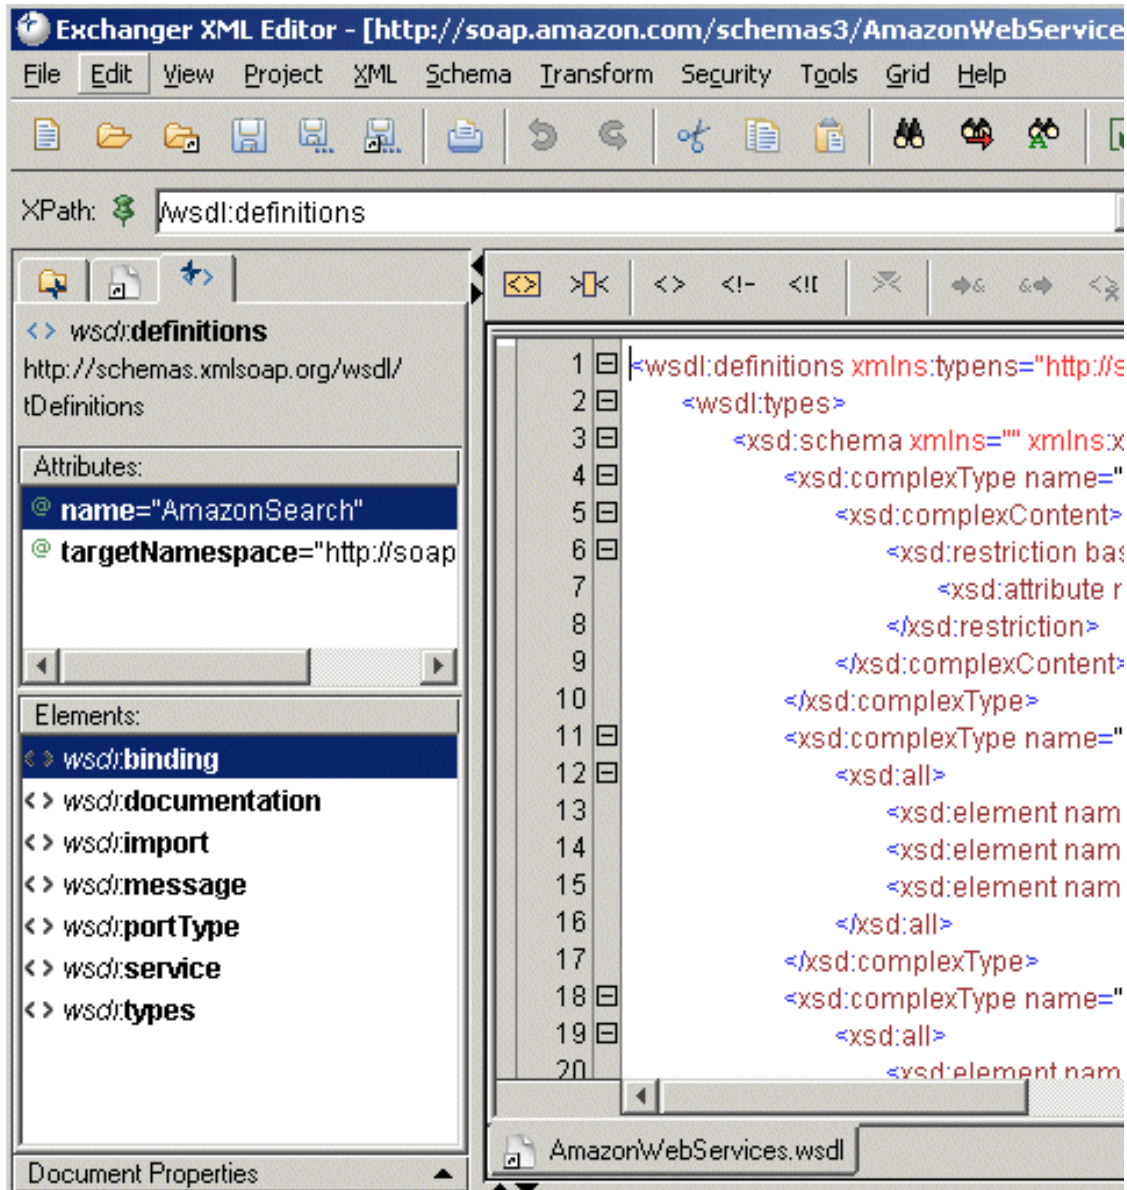 Exchanger XML Editor - [http://soap.amazon.com/schemas3/AmazonWebService
File Edit View Project XML Schema Transform Security Tools Grid Help
XPath: /wsdl:definitions
<> wsdl:definitions
http://schemas.xmlsoap.org/wsdl/
tDefinitions
Attributes:
@ name="AmazonSearch"
@ targetNamespace="http://soap
Elements:
<> wsdl:binding
<> wsdl:documentation
<> wsdl:import
<> wsdl:message
<> wsdl:portType
<> wsdl:service
<> wsdl:types
Document Properties
<> <!- <![
1 <wsdl:definitions xmlns:typens="http://s
2 <wsdl:types>
3 <xsd:schema xmlns="" xmlns:x
4 <xsd:complexType name="
5 <xsd:complexContent>
6 <xsd:restriction bas
7 <xsd:attribute r
8 </xsd:restriction>
9 </xsd:complexContent>
10 </xsd:complexType>
11 <xsd:complexType name="
12 <xsd:all>
13 <xsd:element nam
14 <xsd:element nam
15 <xsd:element nam
16 </xsd:all>
17 </xsd:complexType>
18 <xsd:complexType name="
19 <xsd:all>
20 <xsd:element nam
AmazonWebServices.wsdl